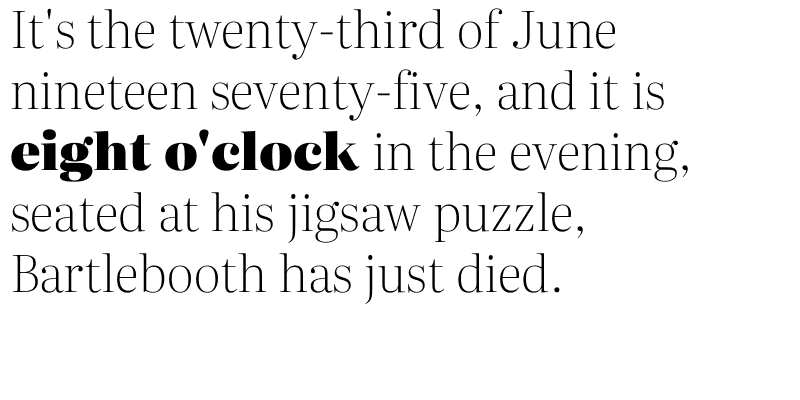 It's the twenty-third of June
nineteen seventy-five, and it is
eight o'clock in the evening,
seated at his jigsaw puzzle,
Bartlebooth has just died.